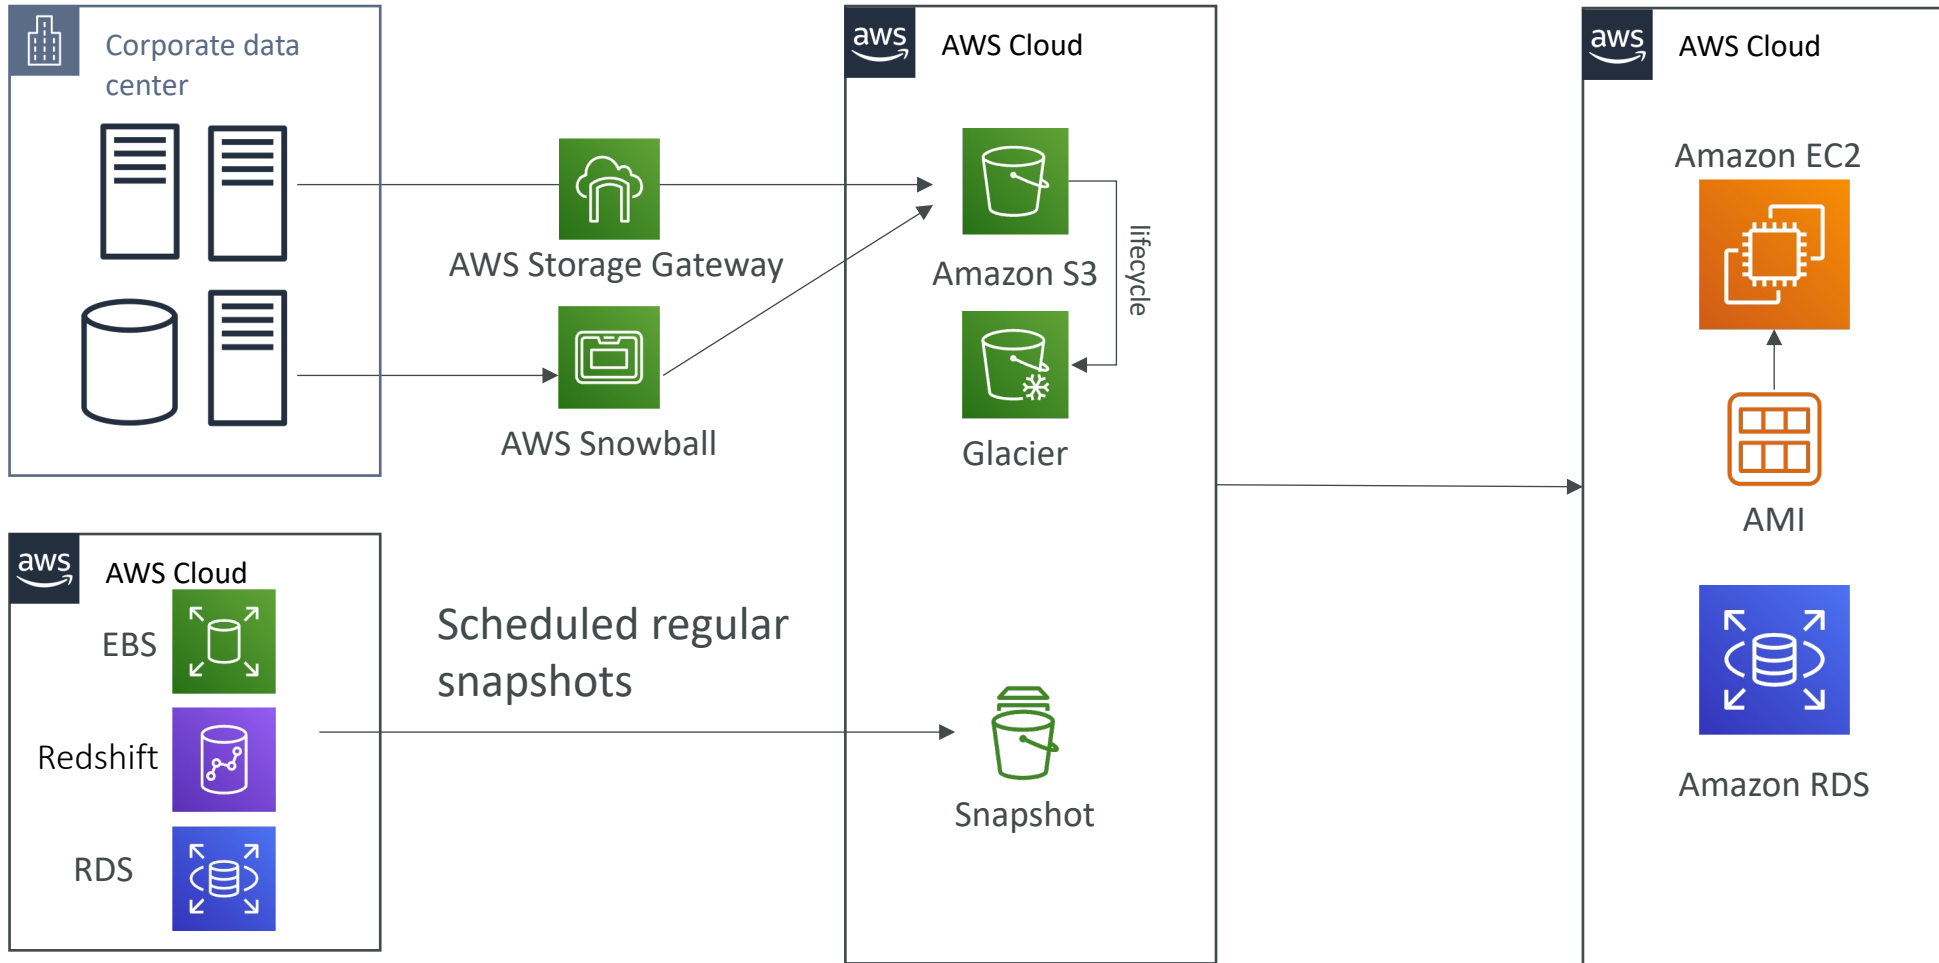 Corporate data
center
AWS Storage Gateway
AWS Snowball
aws
AWS Cloud
EBS
Redshift
RDS
Scheduled regular
snapshots
aws
AWS Cloud
Amazon S3
lifecycle
Glacier
Snapshot
aws
AWS Cloud
Amazon EC2
AMI
Amazon RDS